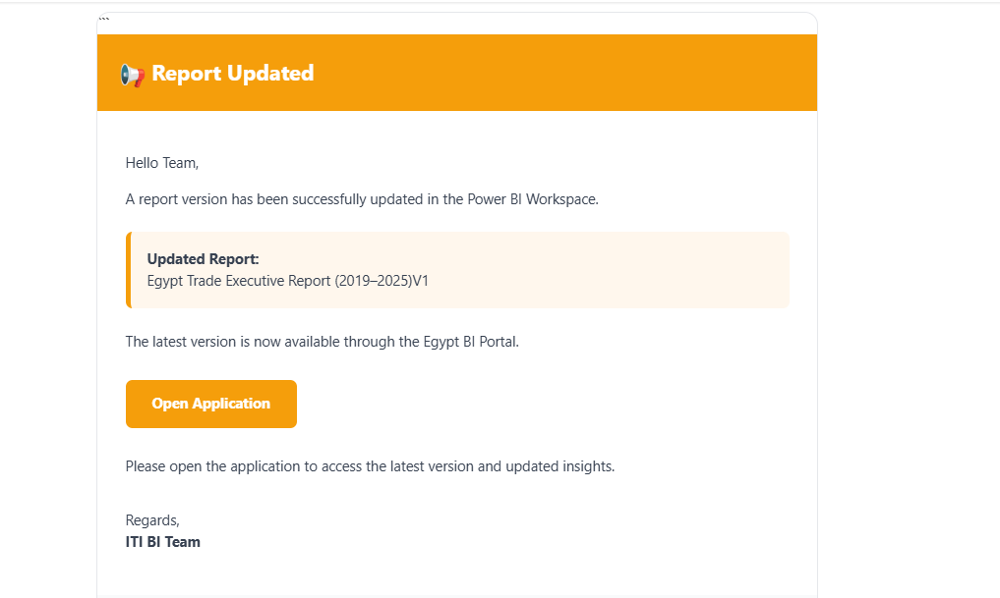 ```
📢 Report Updated
Hello Team,
A report version has been successfully updated in the Power BI Workspace.
Updated Report:
Egypt Trade Executive Report (2019–2025)V1
The latest version is now available through the Egypt BI Portal.
Open Application
Please open the application to access the latest version and updated insights.
Regards,
ITI BI Team